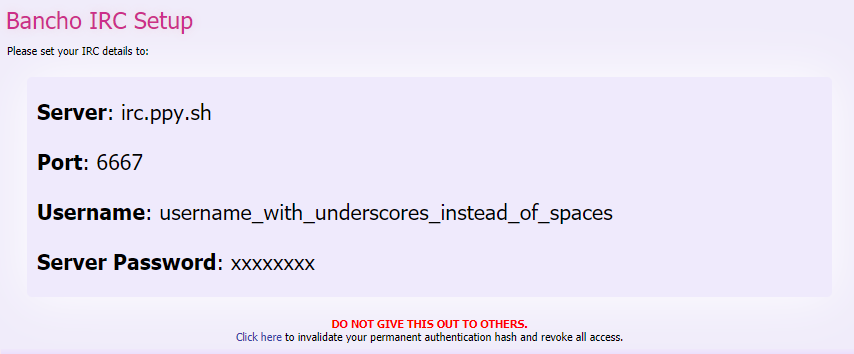 Bancho IRC Setup
Please set your IRC details to:
Server: irc.ppy.sh
Port: 6667
Username: username_with_underscores_instead_of_spaces
Server Password: xxxxxxxx
DO NOT GIVE THIS OUT TO OTHERS.
Click here to invalidate your permanent authentication hash and revoke all access.